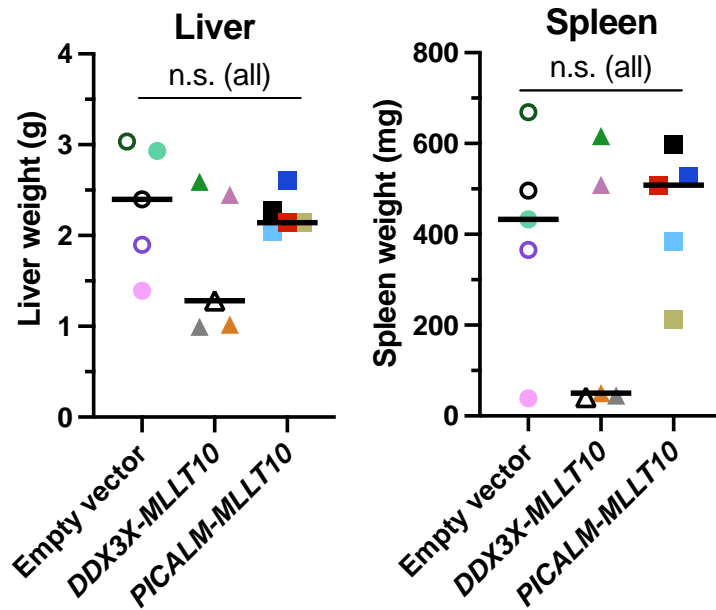 Liver
n.s. (all)
Liver weight (g)
4
3
2
1
0
Empty vector
DDX3X-MLLT10
PICALM-MLLT10
Spleen
n.s. (all)
Spleen weight (mg)
800
600
400
200
0
Empty vector
DDX3X-MLLT10
PICALM-MLLT10